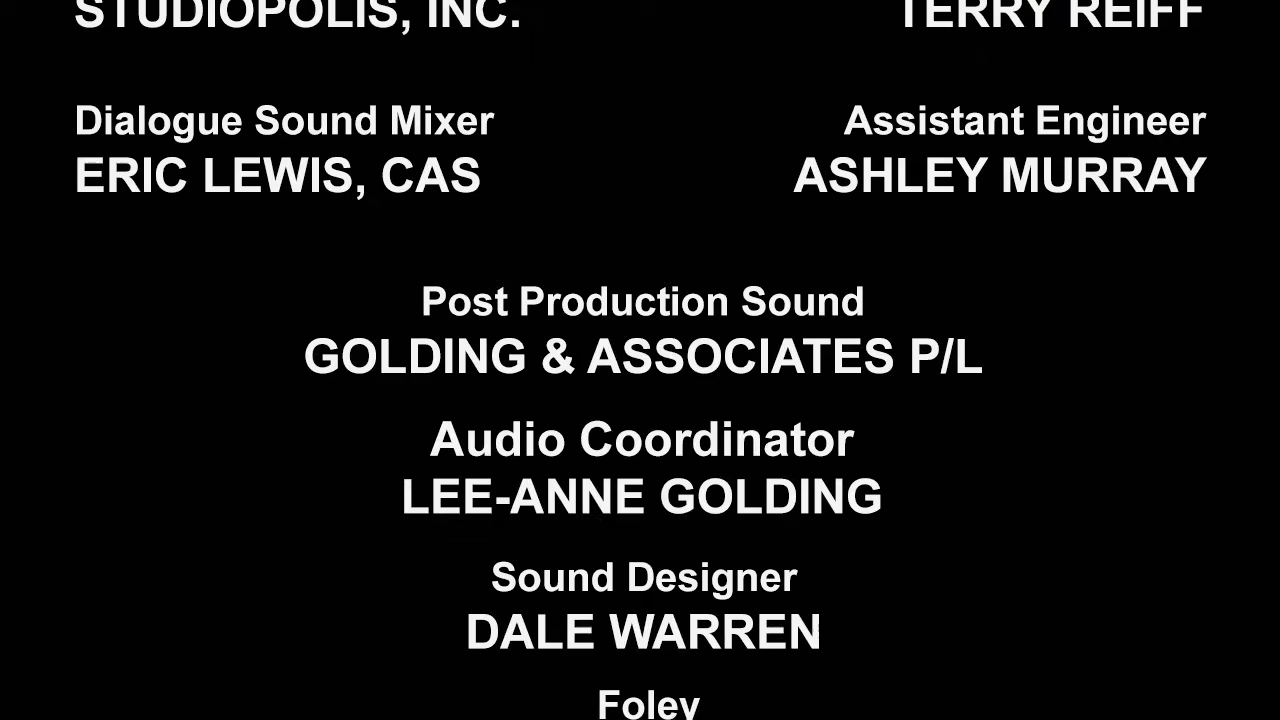 STUDIOPOLIS, INC.
TERRY REIFF
Dialogue Sound Mixer
ERIC LEWIS, CAS
Assistant Engineer
ASHLEY MURRAY
Post Production Sound
GOLDING & ASSOCIATES P/L
Audio Coordinator
LEE-ANNE GOLDING
Sound Designer
DALE WARREN
Foley